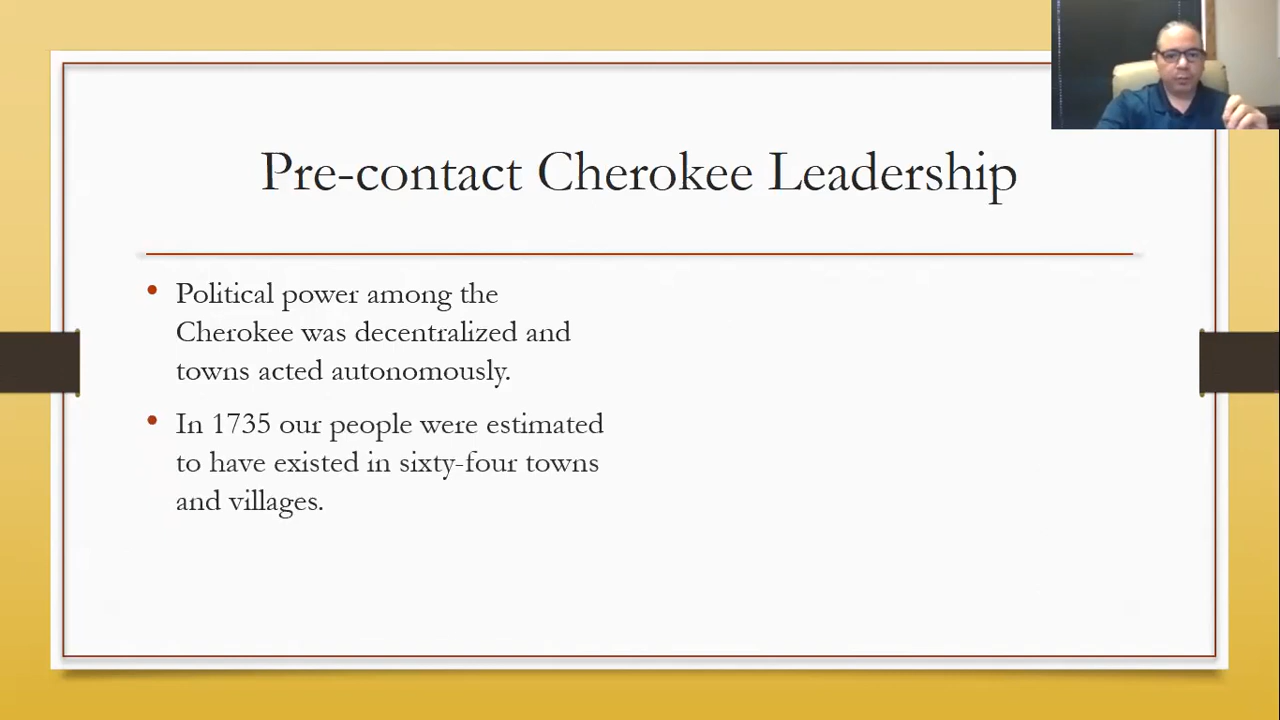 Pre-contact Cherokee Leadership
• Political power among the
Cherokee was decentralized and
towns acted autonomously.
• In 1735 our people were estimated
to have existed in sixty-four towns
and villages.